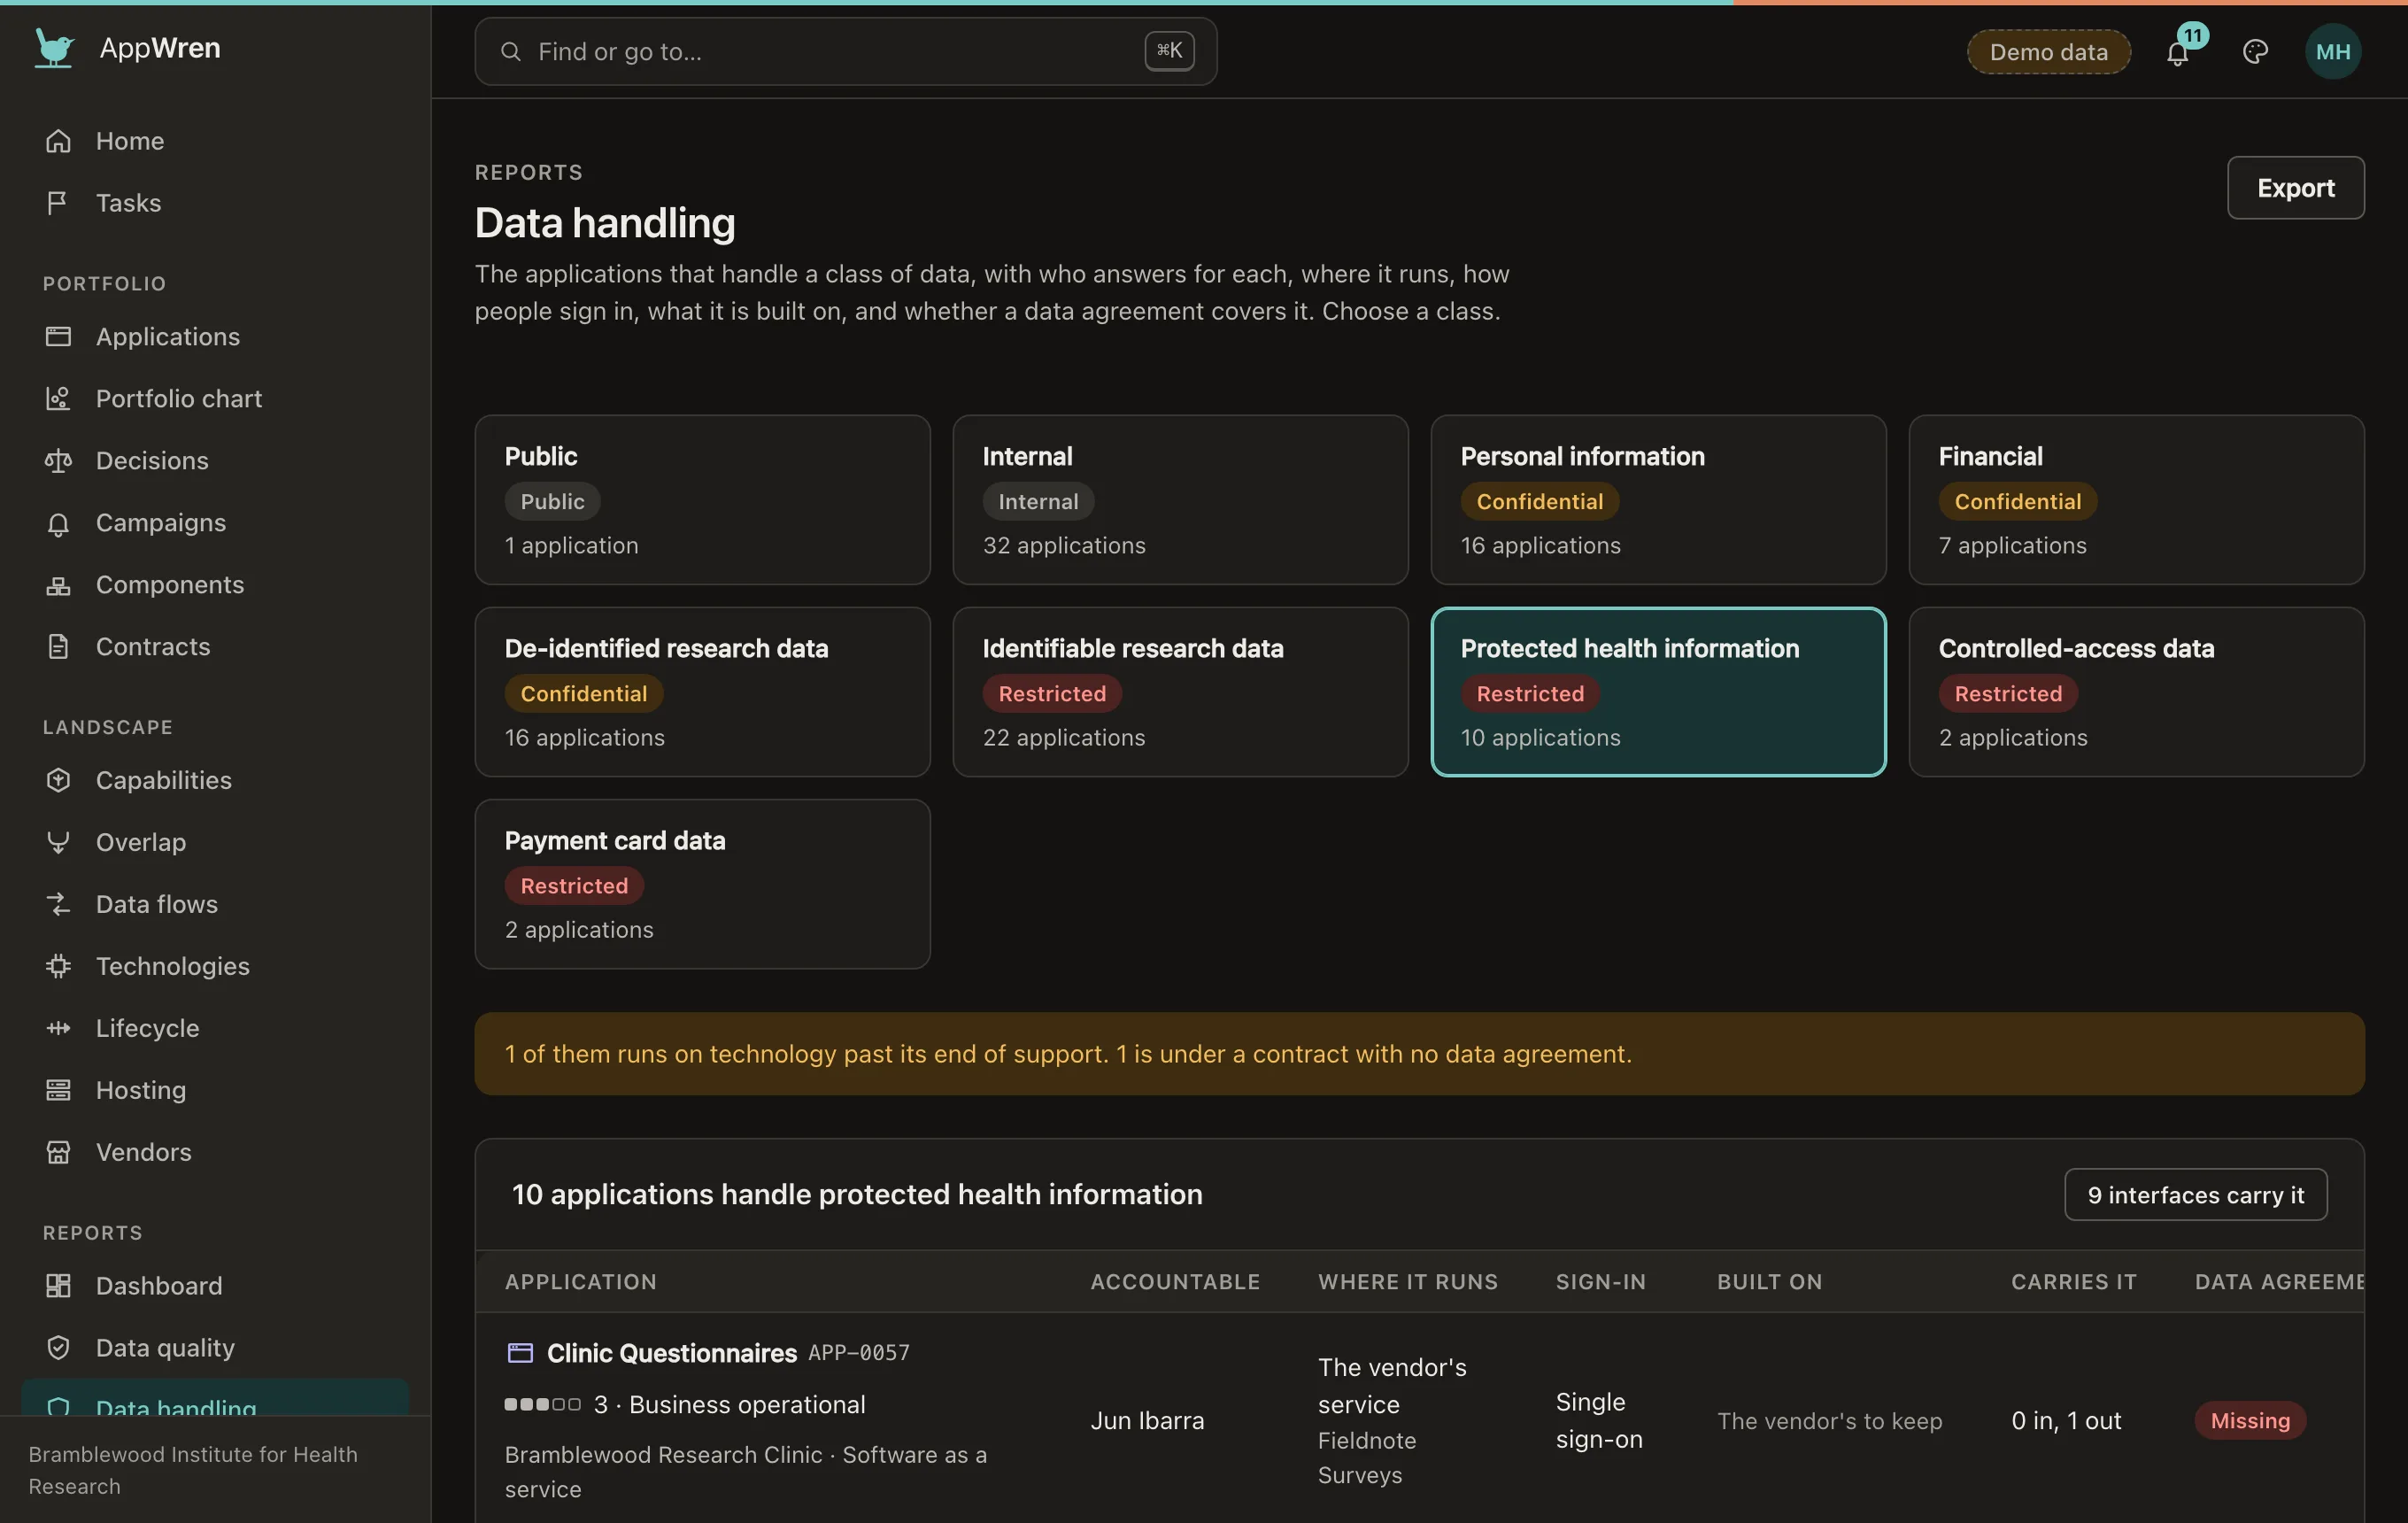 AppWren
Find or go to...
⌘K
Demo data
11
MH
Home
Tasks
PORTFOLIO
Applications
Portfolio chart
Decisions
Campaigns
Components
Contracts
LANDSCAPE
Capabilities
Overlap
Data flows
Technologies
Lifecycle
Hosting
Vendors
REPORTS
Dashboard
Data quality
Data handling
Bramblewood Institute for Health
Research
REPORTS
Data handling
Export
The applications that handle a class of data, with who answers for each, where it runs, how
people sign in, what it is built on, and whether a data agreement covers it. Choose a class.
Public
Public
1 application
Internal
Internal
32 applications
Personal information
Confidential
16 applications
Financial
Confidential
7 applications
De-identified research data
Confidential
16 applications
Identifiable research data
Restricted
22 applications
Protected health information
Restricted
10 applications
Controlled-access data
Restricted
2 applications
Payment card data
Restricted
2 applications
1 of them runs on technology past its end of support. 1 is under a contract with no data agreement.
10 applications handle protected health information
9 interfaces carry it
APPLICATION ACCOUNTABLE WHERE IT RUNS SIGN-IN BUILT ON CARRIES IT DATA AGREEME
Clinic Questionnaires APP-0057
3 · Business operational
Bramblewood Research Clinic · Software as a
service
Jun Ibarra
The vendor's
service
Fieldnote
Surveys
Single
sign-on
The vendor's to keep
0 in, 1 out
Missing